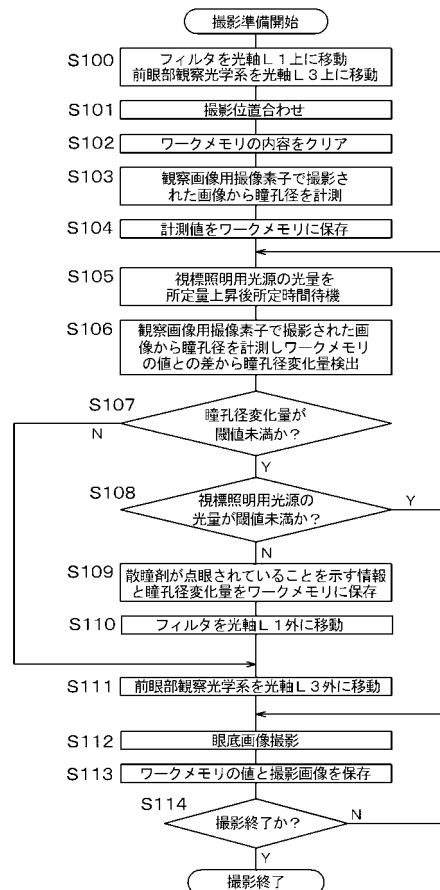 撮影準備開始
S100
フィルタを光軸L1上に移動
前眼部観察光学系を光軸L3上に移動
S101
撮影位置合わせ
S102
ワークメモリの内容をクリア
S103
観察画像用撮像素子で撮影さ
れた画像から瞳孔径を計測
S104
計測値をワークメモリに保存
S105
視標照明用光源の光量を
所定量上昇後所定時間待機
S106
観察画像用撮像素子で撮影された画
像から瞳孔径を計測しワークメモリ
の値との差から瞳孔径変化量検出
S107
瞳孔径変化量が
閾値未満か?
N
Y
S108
視標照明用光源の
光量が閾値未満か?
Y
N
S109
散瞳剤が点眼されていることを示す情報
と瞳孔径変化量をワークメモリに保存
S110
フィルタを光軸L1外に移動
S111
前眼部観察光学系を光軸L3外に移動
S112
眼底画像撮影
S113
ワークメモリの値と撮影画像を保存
S114
撮影終了か?
N
Y
撮影終了